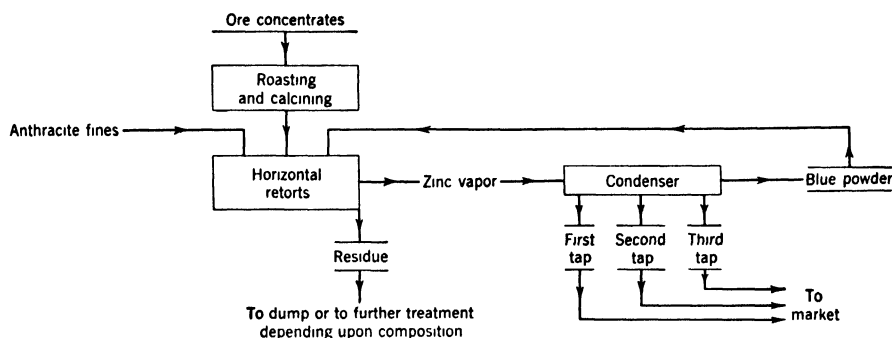 Ore concentrates
Roasting
and calcining
Anthracite fines
Horizontal
retorts
Zinc vapor
Condenser
Blue powder
First
tap
Second
tap
Third
tap
Residue
To dump or to further treatment
depending upon composition
To
market